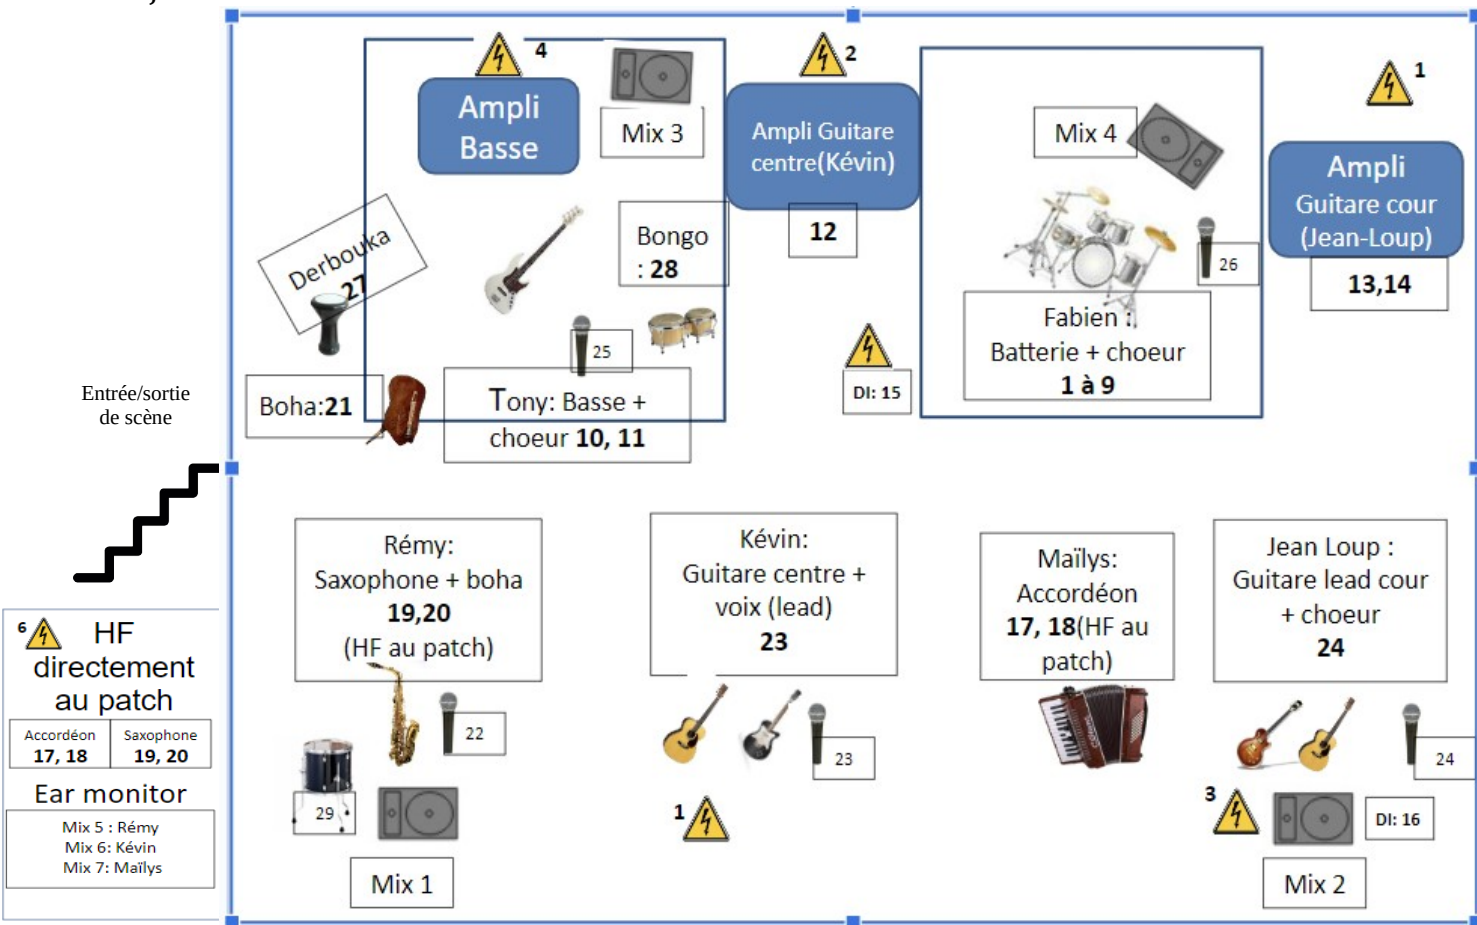 4
Ampli
Basse
Mix 3
2
Ampli Guitare
centre(Kévin)
12
Mix 4
1
Ampli
Guitare cour
(Jean-Loup)
13,14
Derbouka
27
Bongo
: 28
25
26
Fabien :
Batterie + choeur
1 à 9
DI: 15
Boha:21
Tony: Basse +
choeur 10, 11
Entrée/sortie
de scène
Rémy:
Saxophone + boha
19,20
(HF au patch)
Kévin:
Guitare centre +
voix (lead)
23
Maïlys:
Accordéon
17, 18(HF au
patch)
Jean Loup :
Guitare lead cour
+ choeur
24
6
HF
directement
au patch
Accordéon
17, 18
Saxophone
19, 20
Ear monitor
Mix 5 : Rémy
Mix 6: Kévin
Mix 7: Maïlys
22
29
Mix 1
23
1
24
3
DI: 16
Mix 2